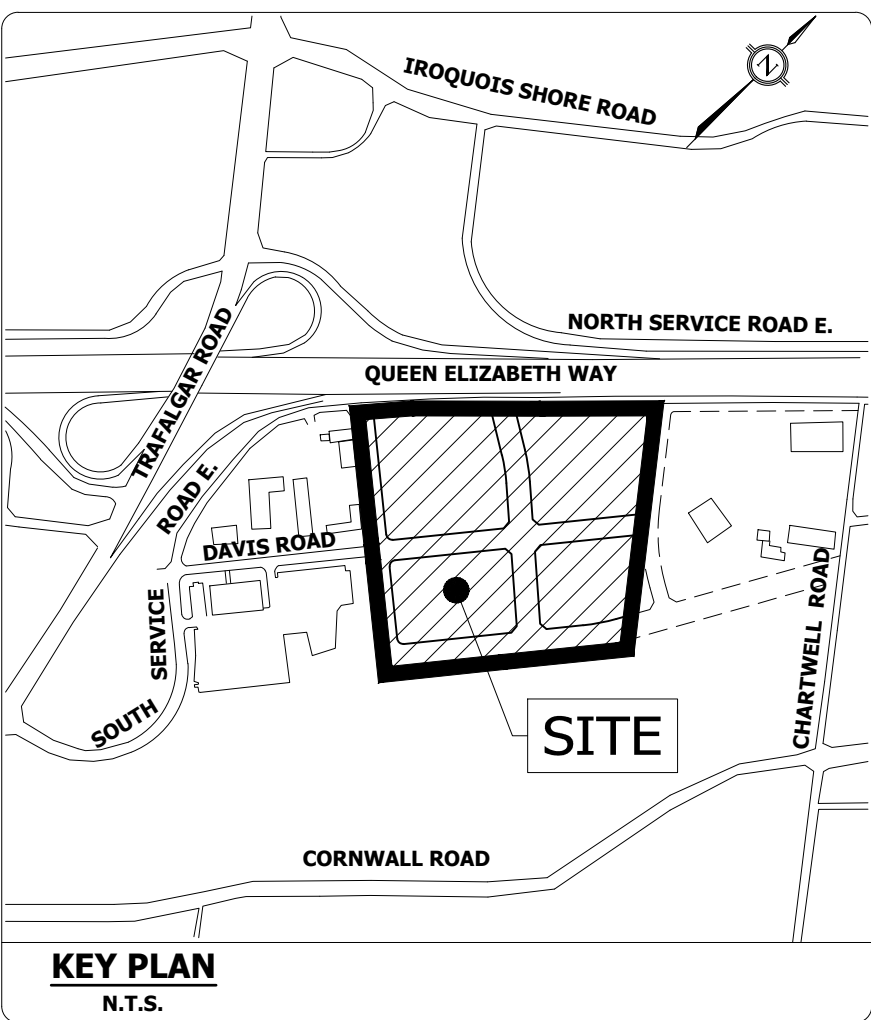 IROQUOIS SHORE ROAD
N
NORTH SERVICE ROAD E.
QUEEN ELIZABETH WAY
TRAFALGAR ROAD
SOUTH SERVICE ROAD E.
DAVIS ROAD
CHARTWELL ROAD
SITE
CORNWALL ROAD
KEY PLAN
N.T.S.